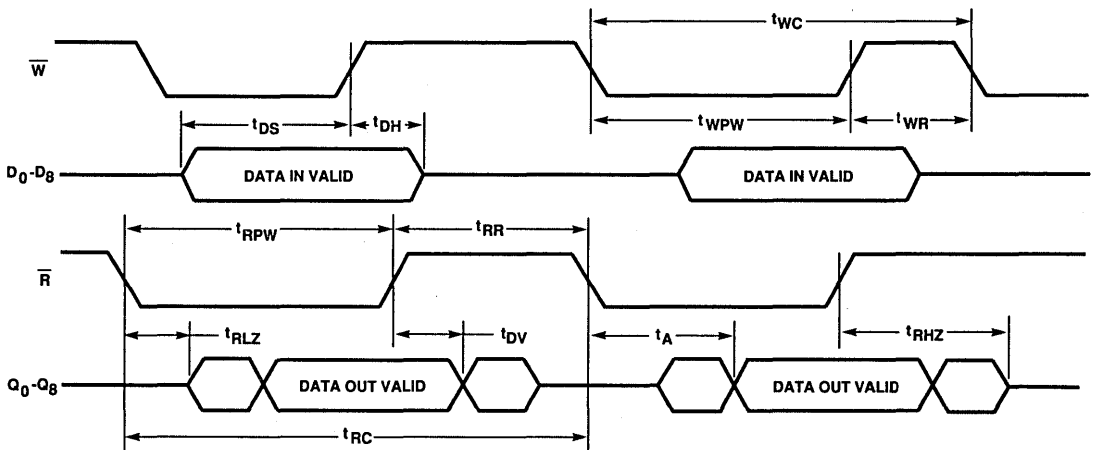 tWC
W
tDS
tDH
tWPW
tWR
D0-D8
DATA IN VALID
DATA IN VALID
tRPW
tRR
R
tRLZ
tDV
tA
tRHZ
Q0-Q8
DATA OUT VALID
DATA OUT VALID
tRC